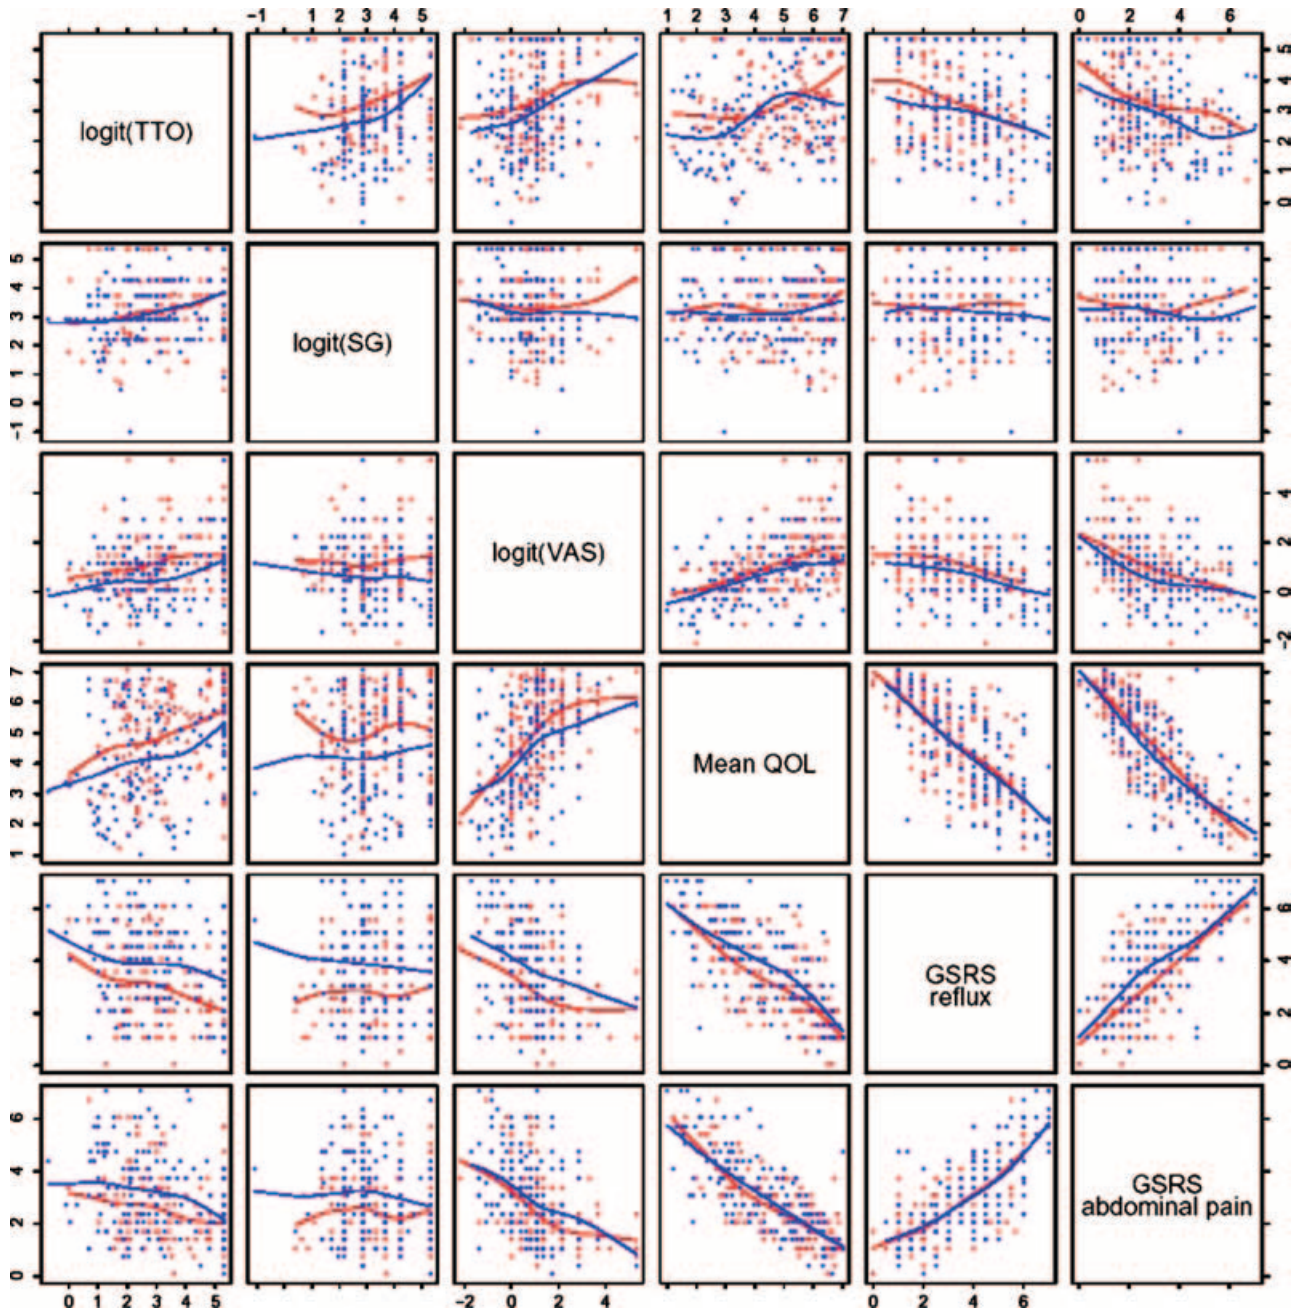 -1 0 1 2 3 4 5
1 2 3 4 5 6 7
0 2 4 6
logit(TTO)
0 1 2 3 4 5
-1 0 1 2 3 4 5
logit(SG)
logit(VAS)
-2 0 2 4
1 2 3 4 5 6 7
Mean QOL
GSRS
reflux
0 2 4 6
0 2 4 6
GSRS
abdominal pain
0 1 2 3 4 5
-2 0 2 4
0 2 4 6